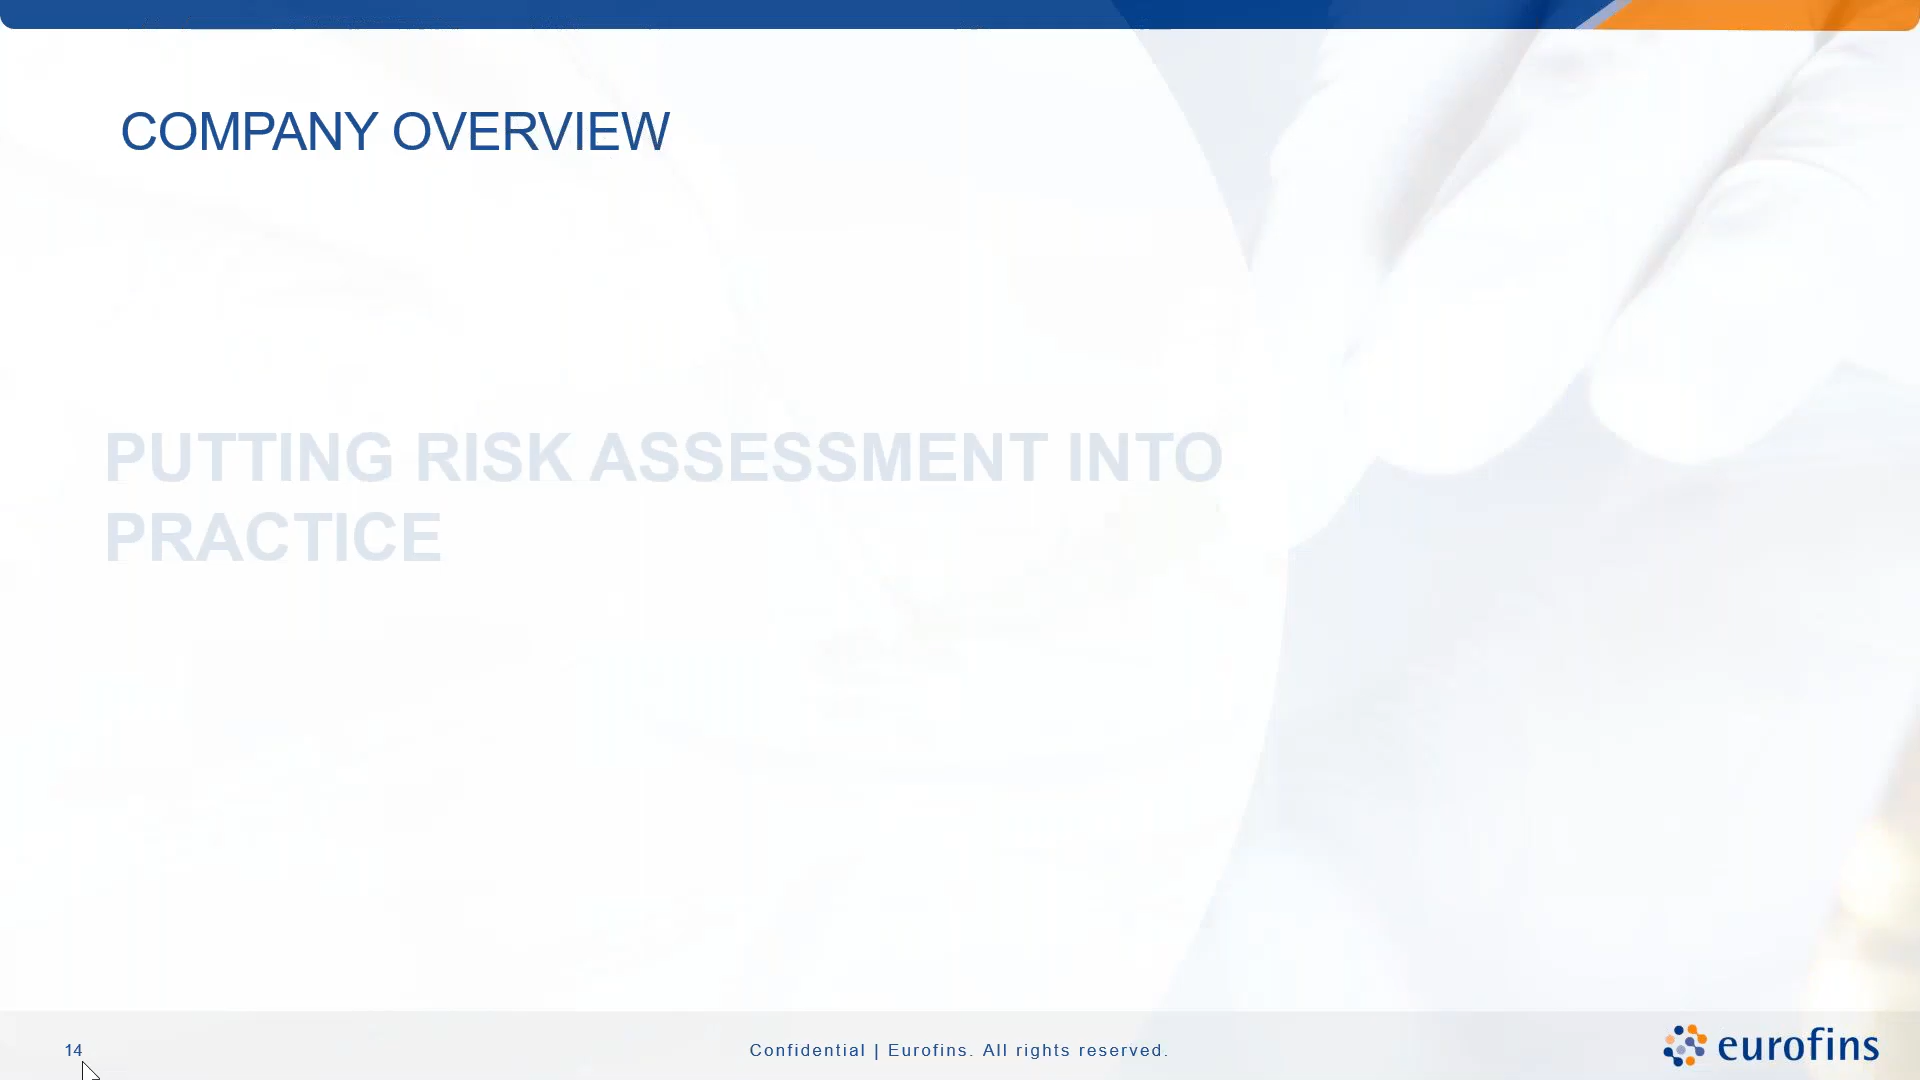 COMPANY OVERVIEW
PUTTING RISK ASSESSMENT INTO
PRACTICE
14
Confidential | Eurofins. All rights reserved.
eurofins